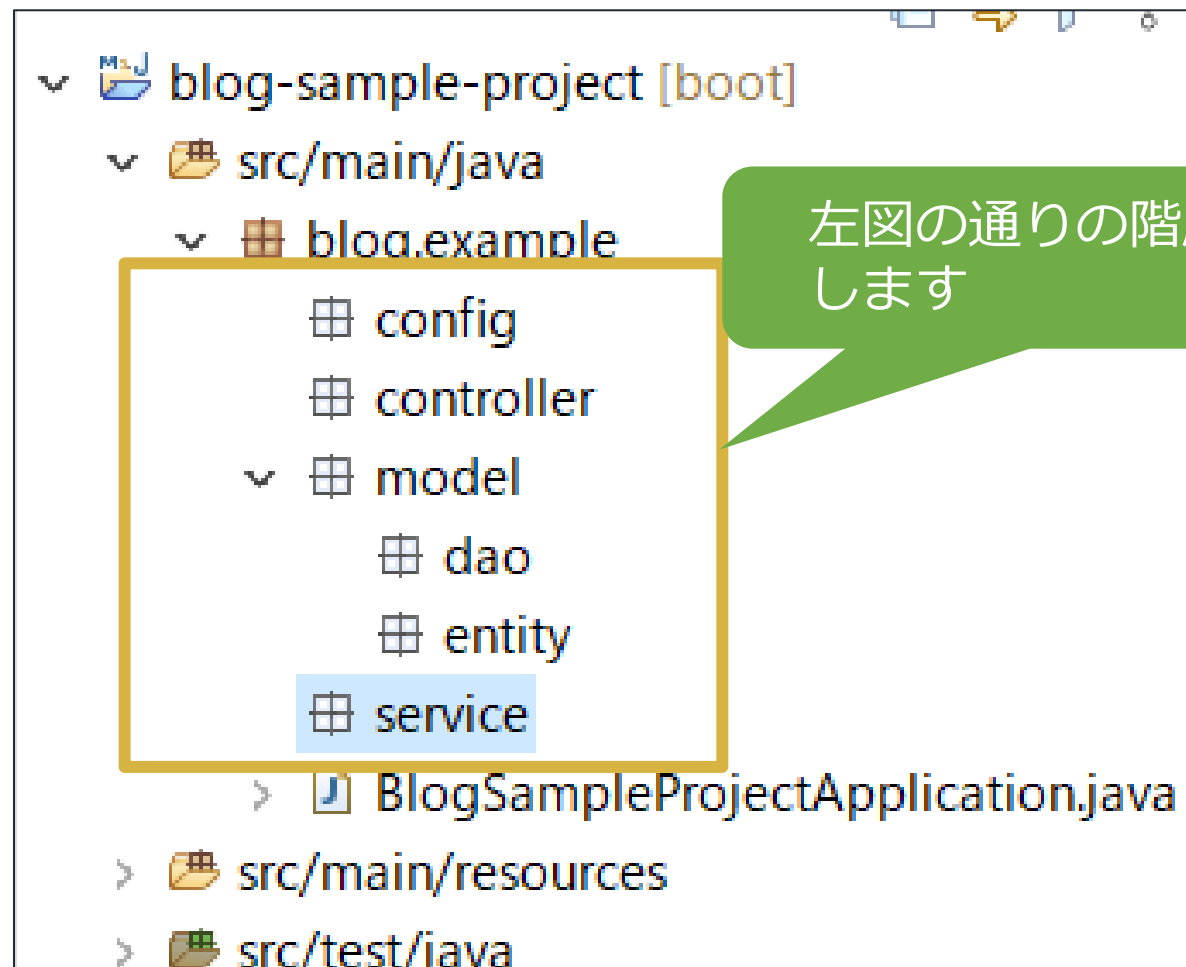 blog-sample-project [boot]
src/main/java
blog.example
左図の通りの階
します
config
controller
model
dao
entity
service
BlogSampleProjectApplication.java
src/main/resources
src/test/java